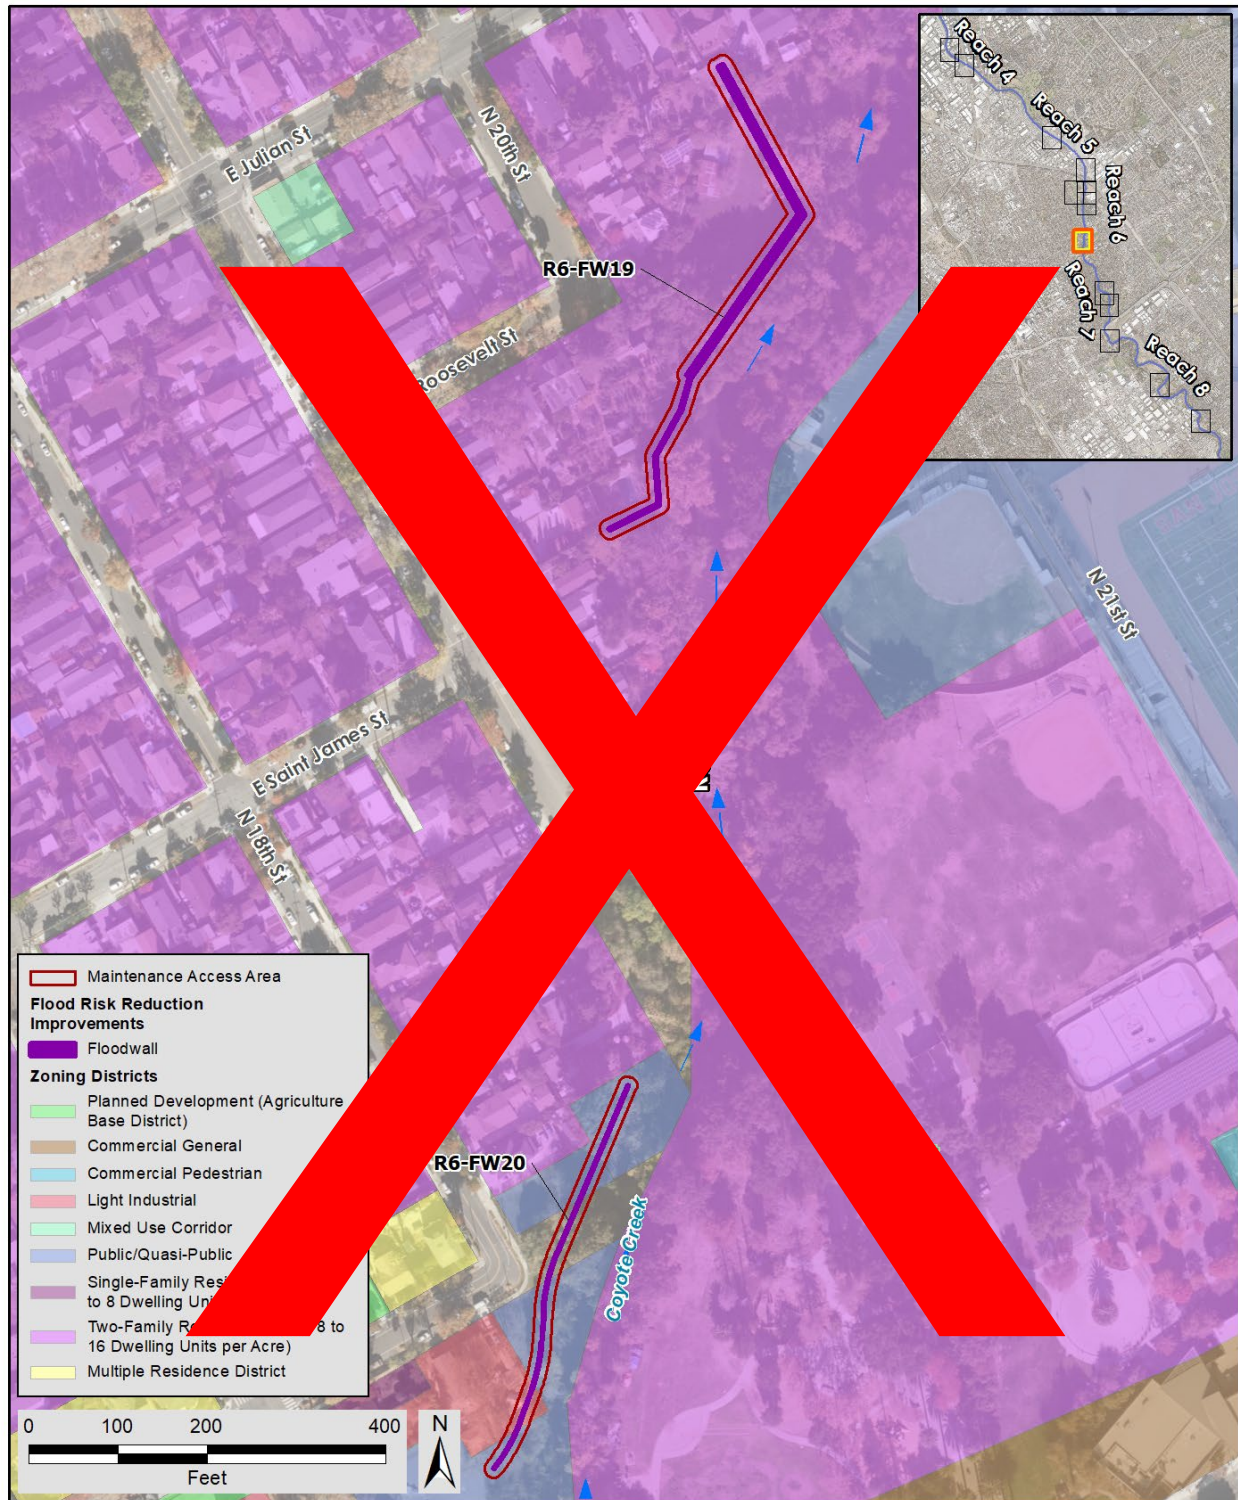 Reach 4
Reach 5
Reach 6
Reach 7
Reach 8
E Julian St
N 20th St
R6-FW19
Roosevelt St
N 21st St
E Saint James St
N 18th St
R6-FW20
Coyote Creek
Maintenance Access Area
Flood Risk Reduction
Improvements
Floodwall
Zoning Districts
Planned Development (Agriculture
Base District)
Commercial General
Commercial Pedestrian
Light Industrial
Mixed Use Corridor
Public/Quasi-Public
Single-Family
to 8 Dwelling
Two-Family 8 to
16 Dwelling Units per Acre)
Multiple Residence District
0 100 200 400
Feet
N